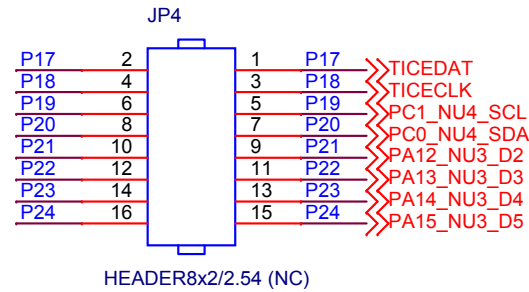 JP4
P17 2 1 P17 TICEDAT
P18 4 3 P18 TICECLK
P19 6 5 P19 PC1_NU4_SCL
P20 8 7 P20 PC0_NU4_SDA
P21 10 9 P21 PA12_NU3_D2
P22 12 11 P22 PA13_NU3_D3
P23 14 13 P23 PA14_NU3_D4
P24 16 15 P24 PA15_NU3_D5
HEADER8x2/2.54 (NC)